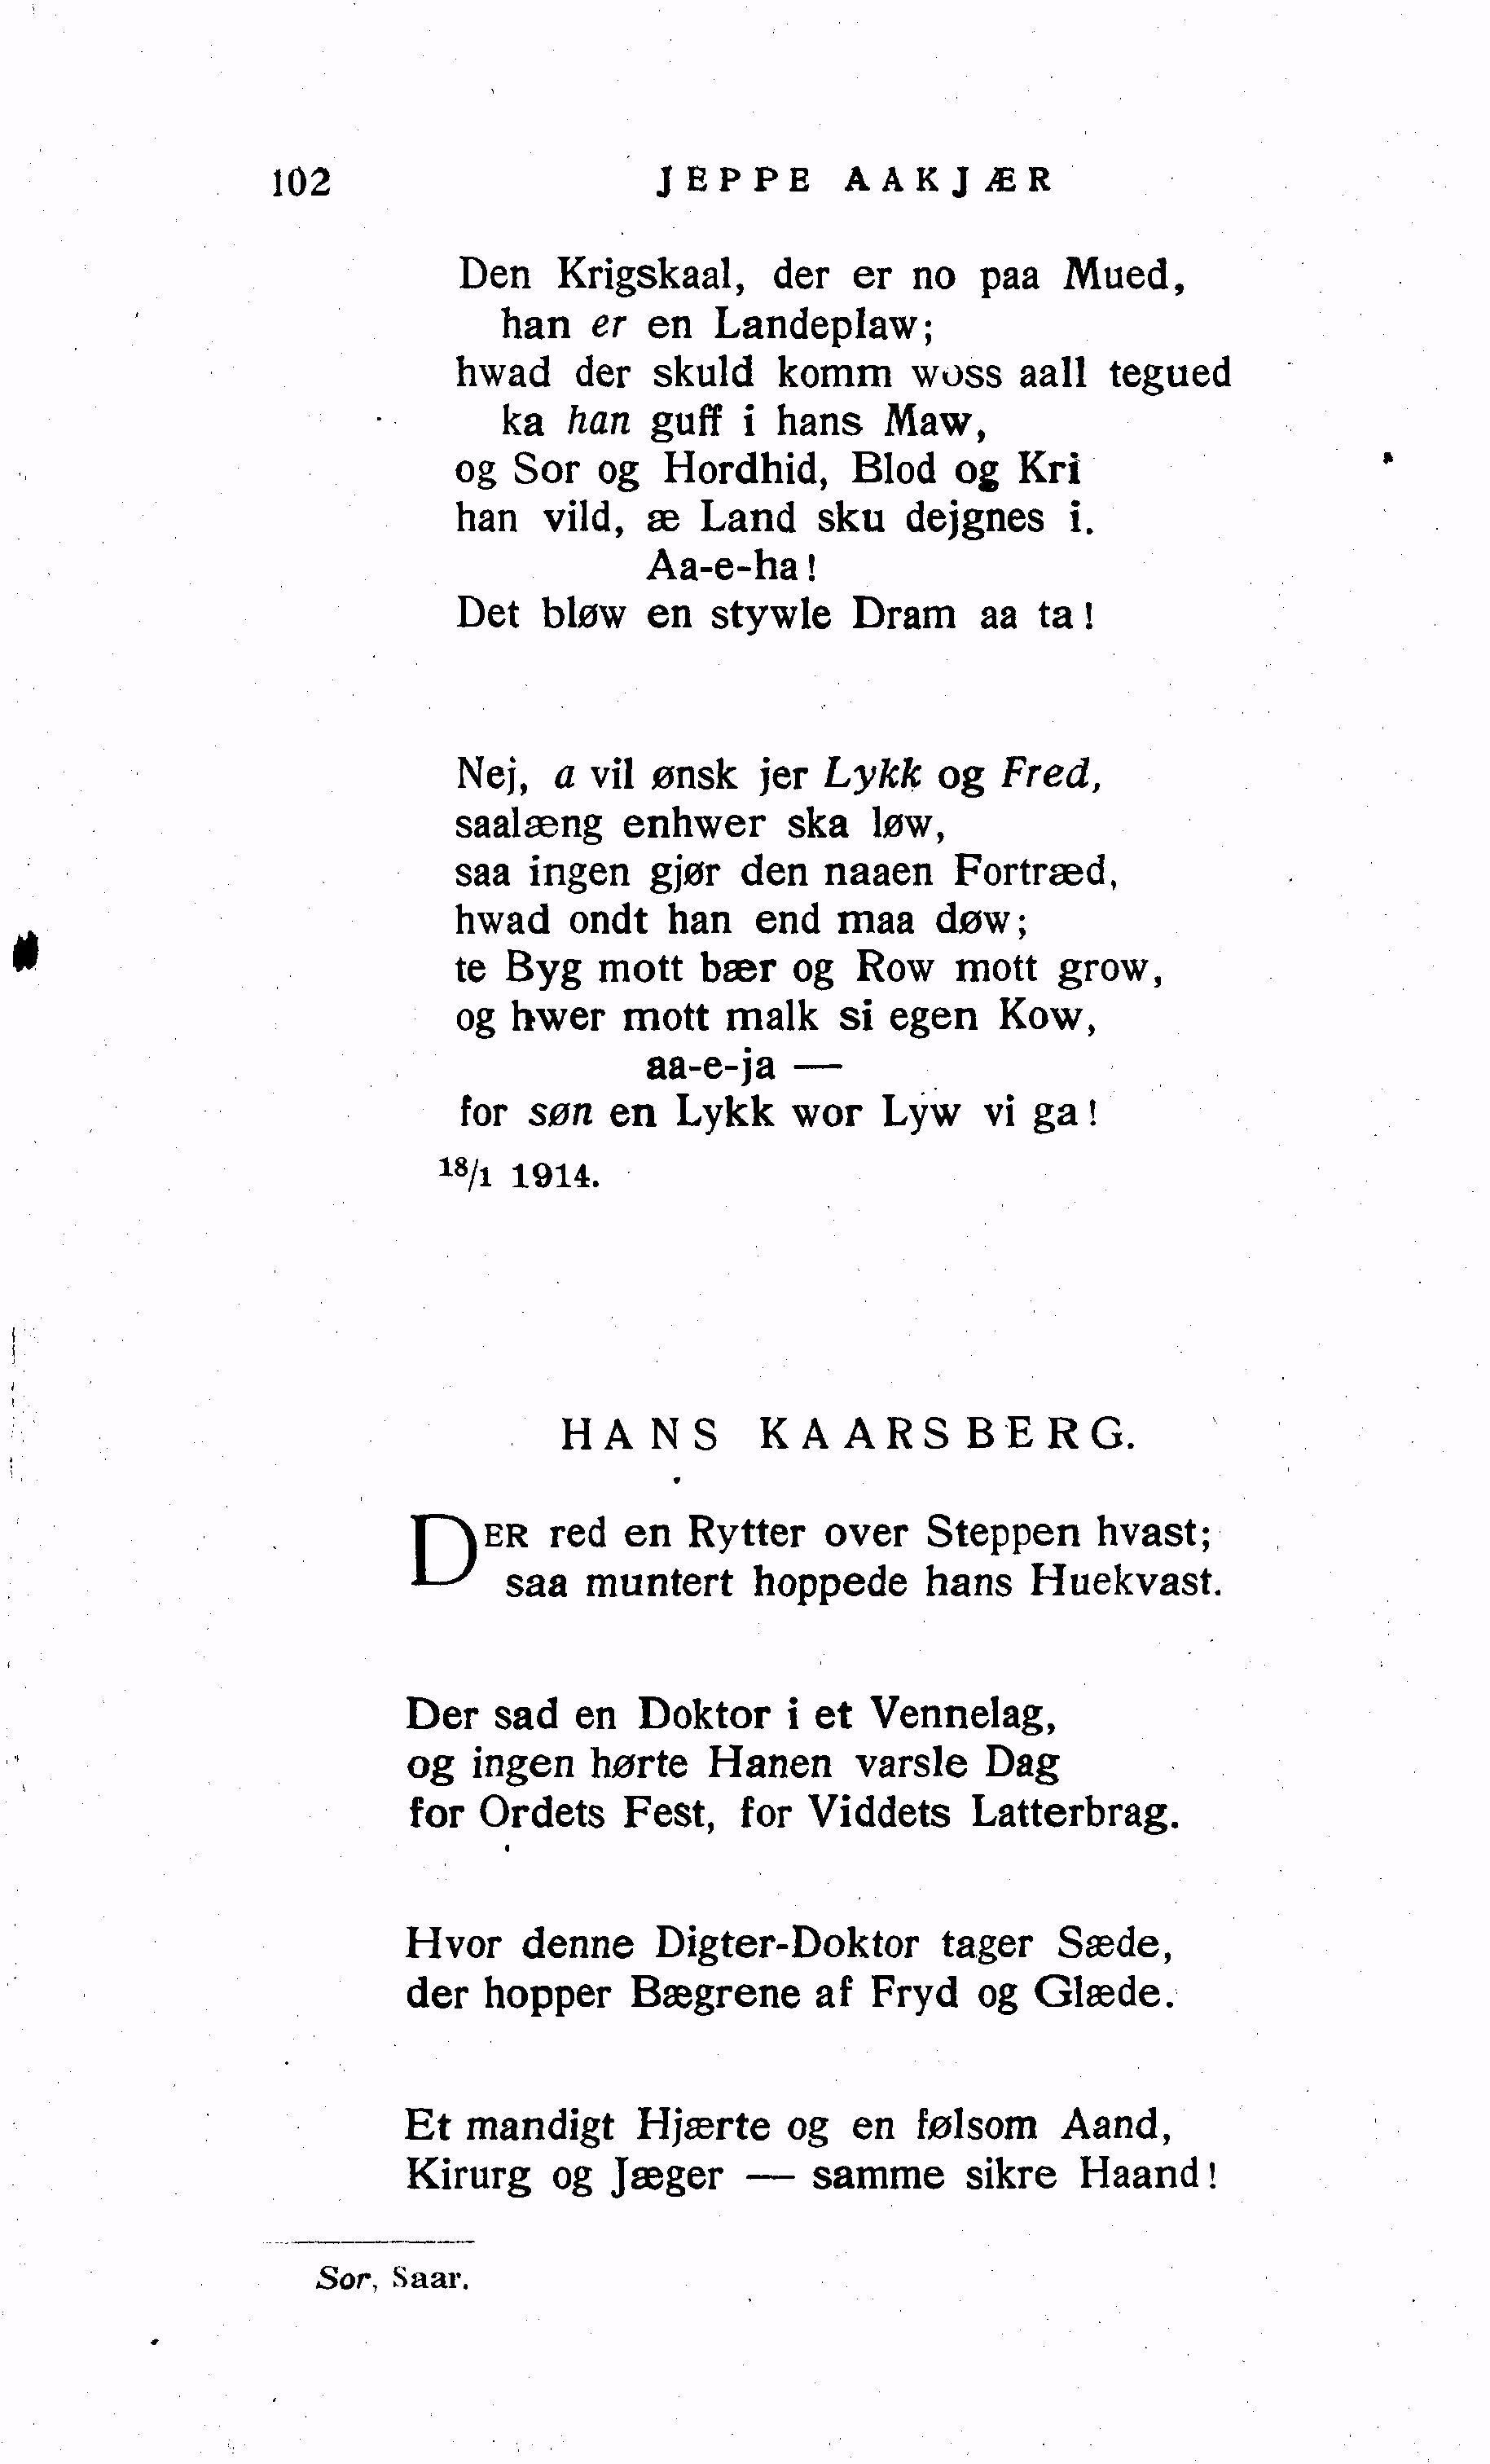 102 JEPPE AAKJÆR
Den Krigskaal, der er no paa Mued,
han er en Landeplaw;
hwad der skuld komm woss aall tegued
ka han guff i hans Maw,
og Sor og Hordhid, Blod og Kri
han vild, æ Land sku dejgnes i.
Aa-e-ha!
Det bløw en stywle Dram aa ta!
Nej, a vil ønsk jer Lykk og Fred,
saalæng enhwer ska løw,
saa ingen gjør den naaen Fortræd,
hwad ondt han end maa døw;
te Byg mott bær og Row mott grow,
og hwer mott malk si egen Kow,
aa-e-ja —
for søn en Lykk wor Lyw vi ga!
18/1 1914.
HANS KAARSBERG.
DER red en Rytter over Steppen hvast;
saa muntert hoppede hans Huekvast.
Der sad en Doktor i et Vennelag,
og ingen hørte Hanen varsle Dag
for Ordets Fest, for Viddets Latterbrag.
Hvor denne Digter-Doktor tager Sæde,
der hopper Bægrene af Fryd og Glæde.
Et mandigt Hjærte og en følsom Aand,
Kirurg og Jæger — samme sikre Haand!
Sor, Saar.